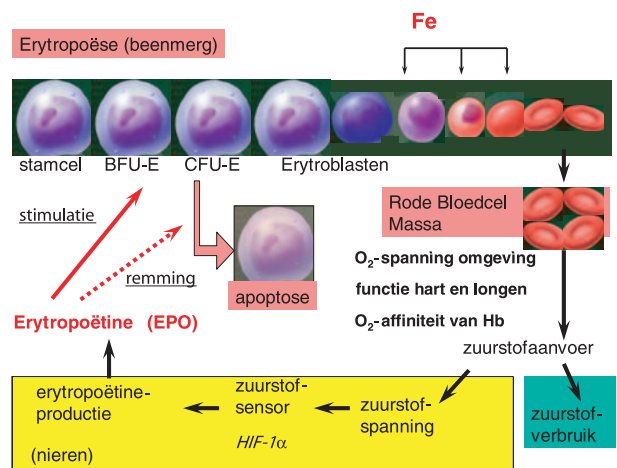 Fe
Erytropoëse (beenmerg)
stamcel BFU-E CFU-E Erytroblasten
stimulatie
remming
apoptose
Rode Bloedcel
Massa
O₂-spanning omgeving
functie hart en longen
O₂-affiniteit van Hb
Erytropoëtine (EPO)
zuurstofaanvoer
erytropoëtine-
productie
(nieren)
zuurstof-
sensor
HIF-1α
zuurstof-
spanning
zuurstof-
verbruik